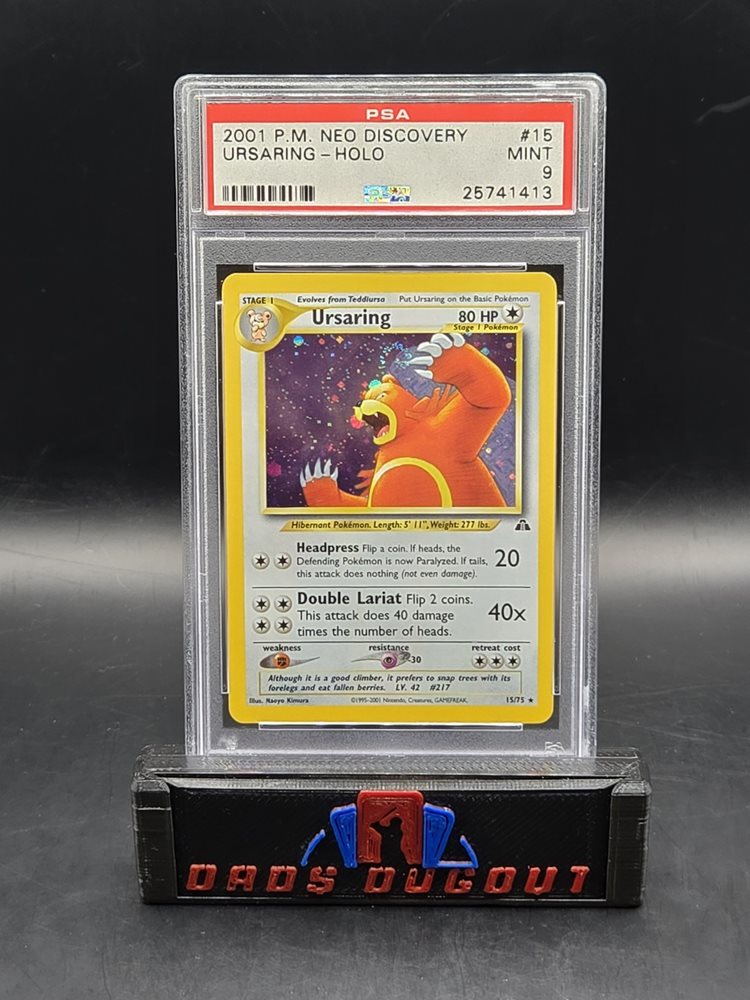 PSA
2001 P.M. NEO DISCOVERY #15
URSARING - HOLO MINT
9
25741413
STAGE 1 Evolves from Teddiursa Put Ursaring on the Basic Pokémon
Ursaring 80 HP
Stage 1 Pokémon
Hibernant Pokémon. Length: 5' 11", Weight: 277 lbs.
Headpress Flip a coin. If heads, the
Defending Pokémon is now Paralyzed. If tails, 20
this attack does nothing (not even damage).
Double Lariat Flip 2 coins.
This attack does 40 damage 40x
times the number of heads.
weakness resistance retreat cost
-30
Although it is a good climber, it prefers to snap trees with its
forelegs and eat fallen berries. LV. 42 #217
Illus. Naoyo Kimura ©1995-2001 Nintendo, Creatures, GAMEFREAK. 15/75 ★
DADS DUGOUT